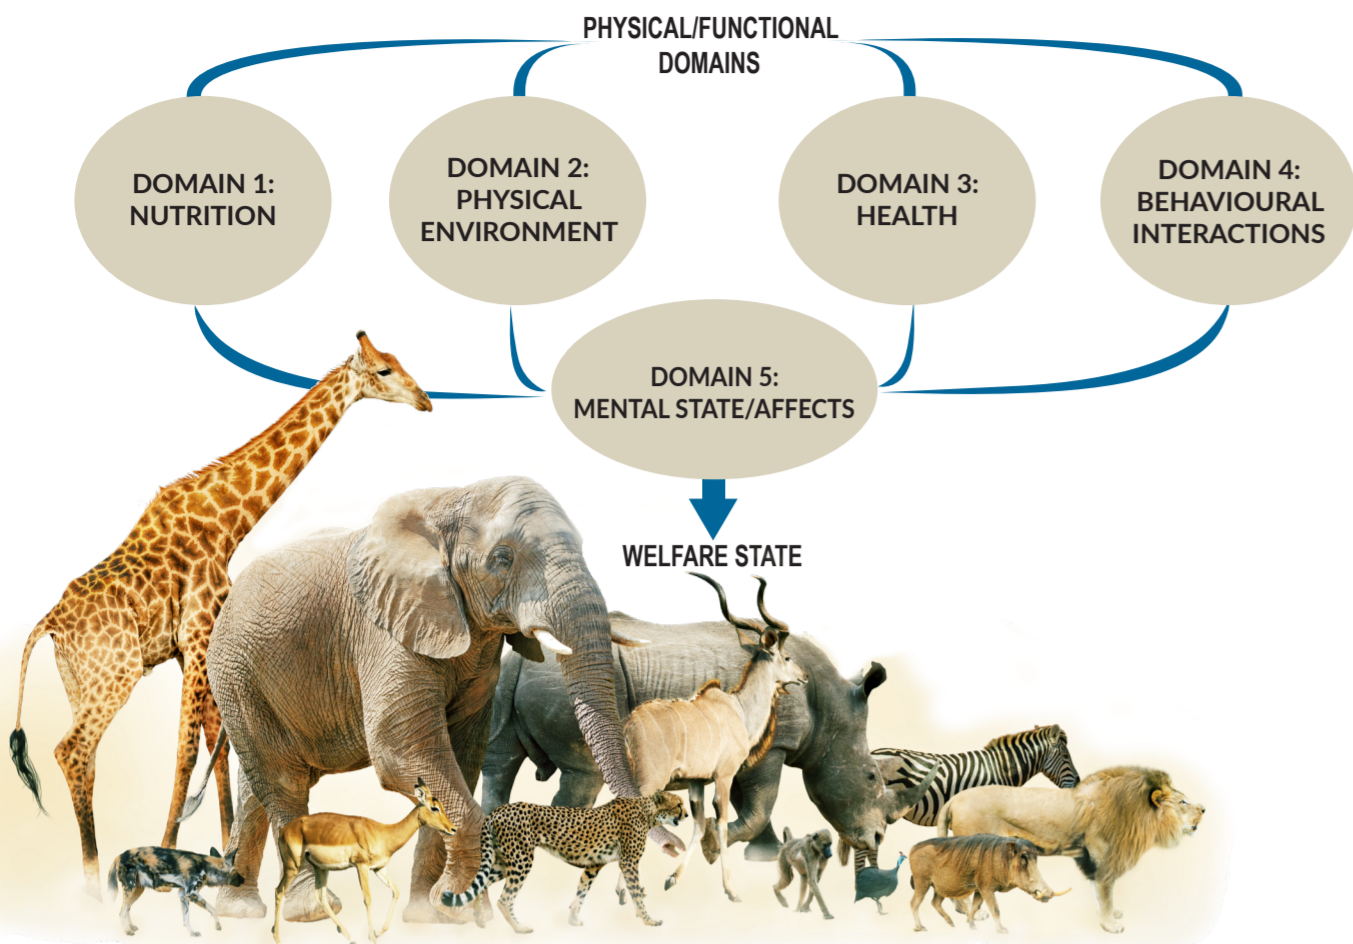 PHYSICAL/FUNCTIONAL
DOMAINS
DOMAIN 1:
NUTRITION
DOMAIN 2:
PHYSICAL
ENVIRONMENT
DOMAIN 3:
HEALTH
DOMAIN 4:
BEHAVIOURAL
INTERACTIONS
DOMAIN 5:
MENTAL STATE/AFFECTS
WELFARE STATE